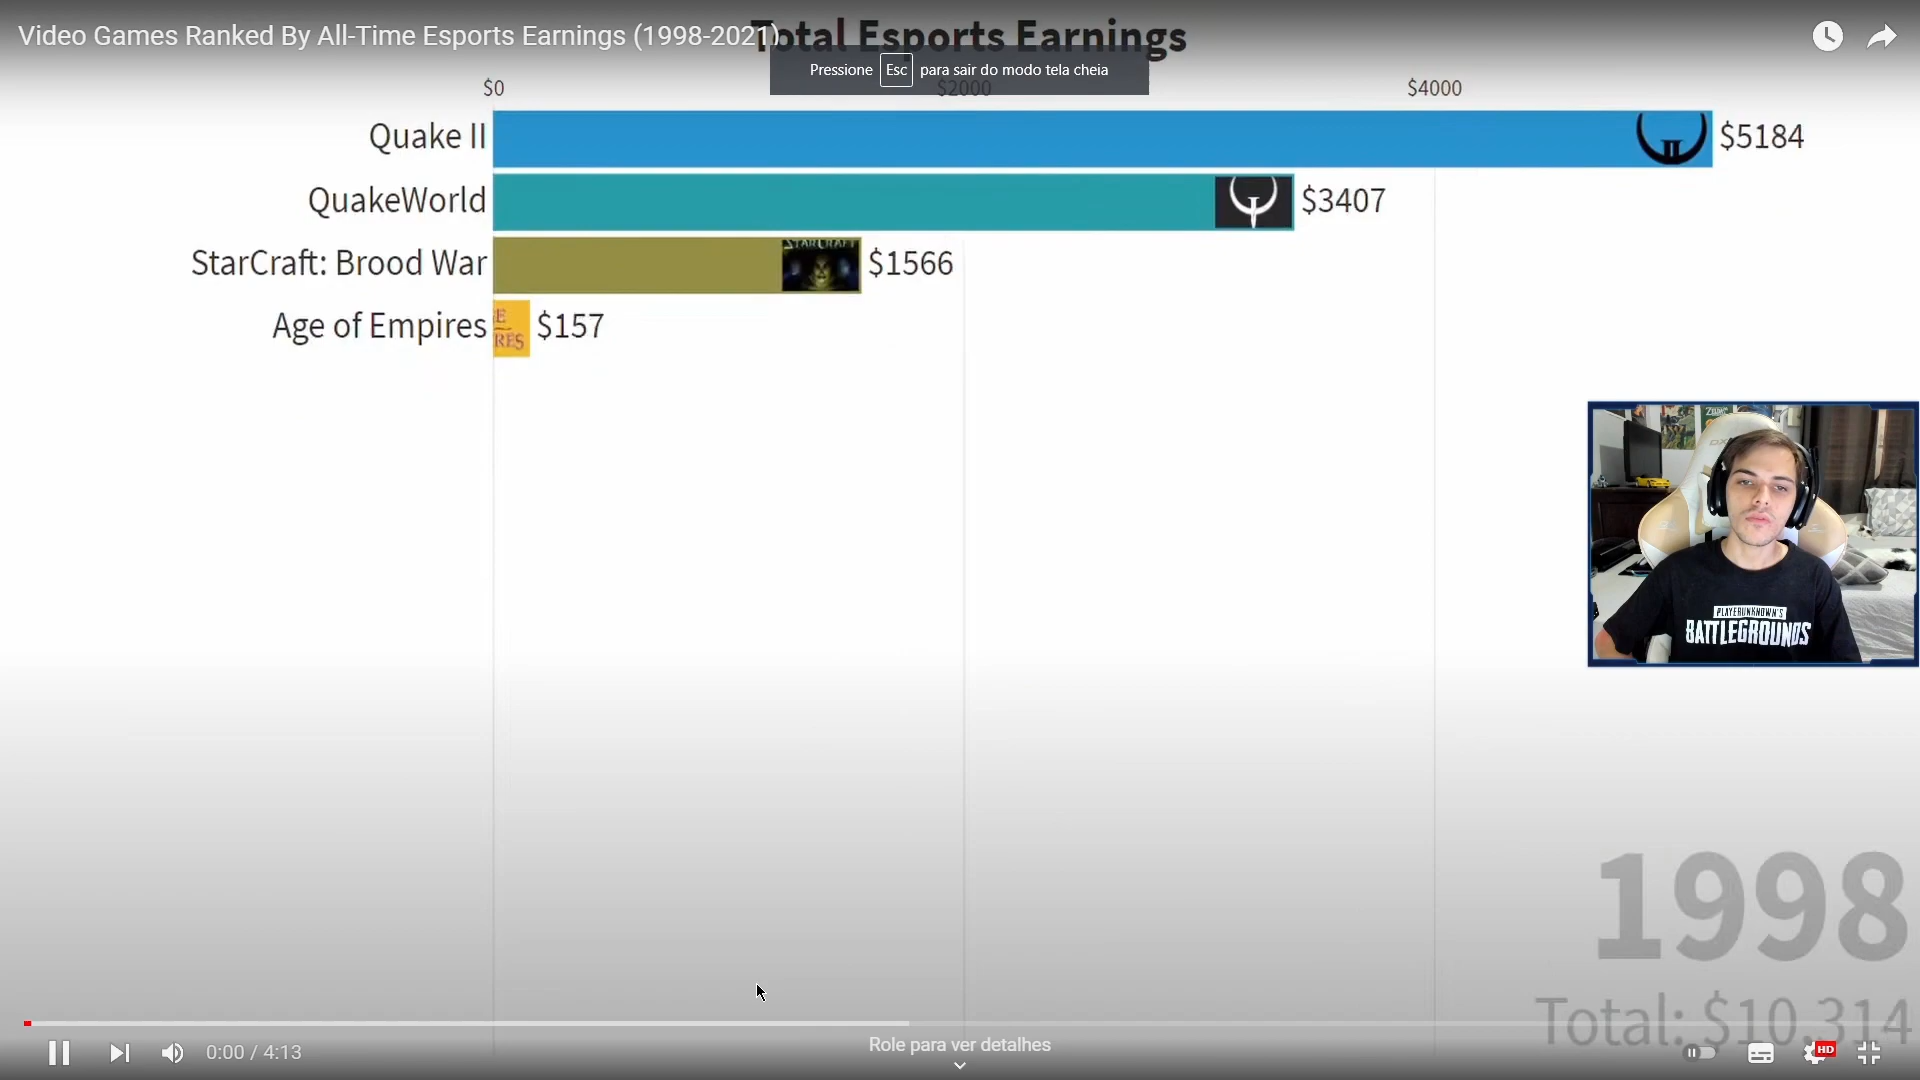 Video Games Ranked By All-Time Esports Earnings (1998-2021)
Total Esports Earnings
Pressione Esc para sair do modo tela cheia
$0 $2000 $4000
Quake II $5184
QuakeWorld $3407
StarCraft: Brood War STARCRAFT $1566
Age of Empires $157
PLAYERUNKNOWN'S
BATTLEGROUNDS
1998
Total: $10,314
0:00 / 4:13
Role para ver detalhes
HD